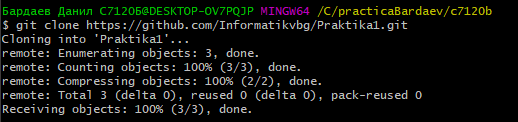 Бардаев Данил С7120б@DESKTOP-OV7PQJP MINGW64 /C/practicaBardaev/c7120b
$ git clone https://github.com/Informatikvbg/Praktika1.git
Cloning into 'Praktika1'...
remote: Enumerating objects: 3, done.
remote: Counting objects: 100% (3/3), done.
remote: Compressing objects: 100% (2/2), done.
remote: Total 3 (delta 0), reused 0 (delta 0), pack-reused 0
Receiving objects: 100% (3/3), done.